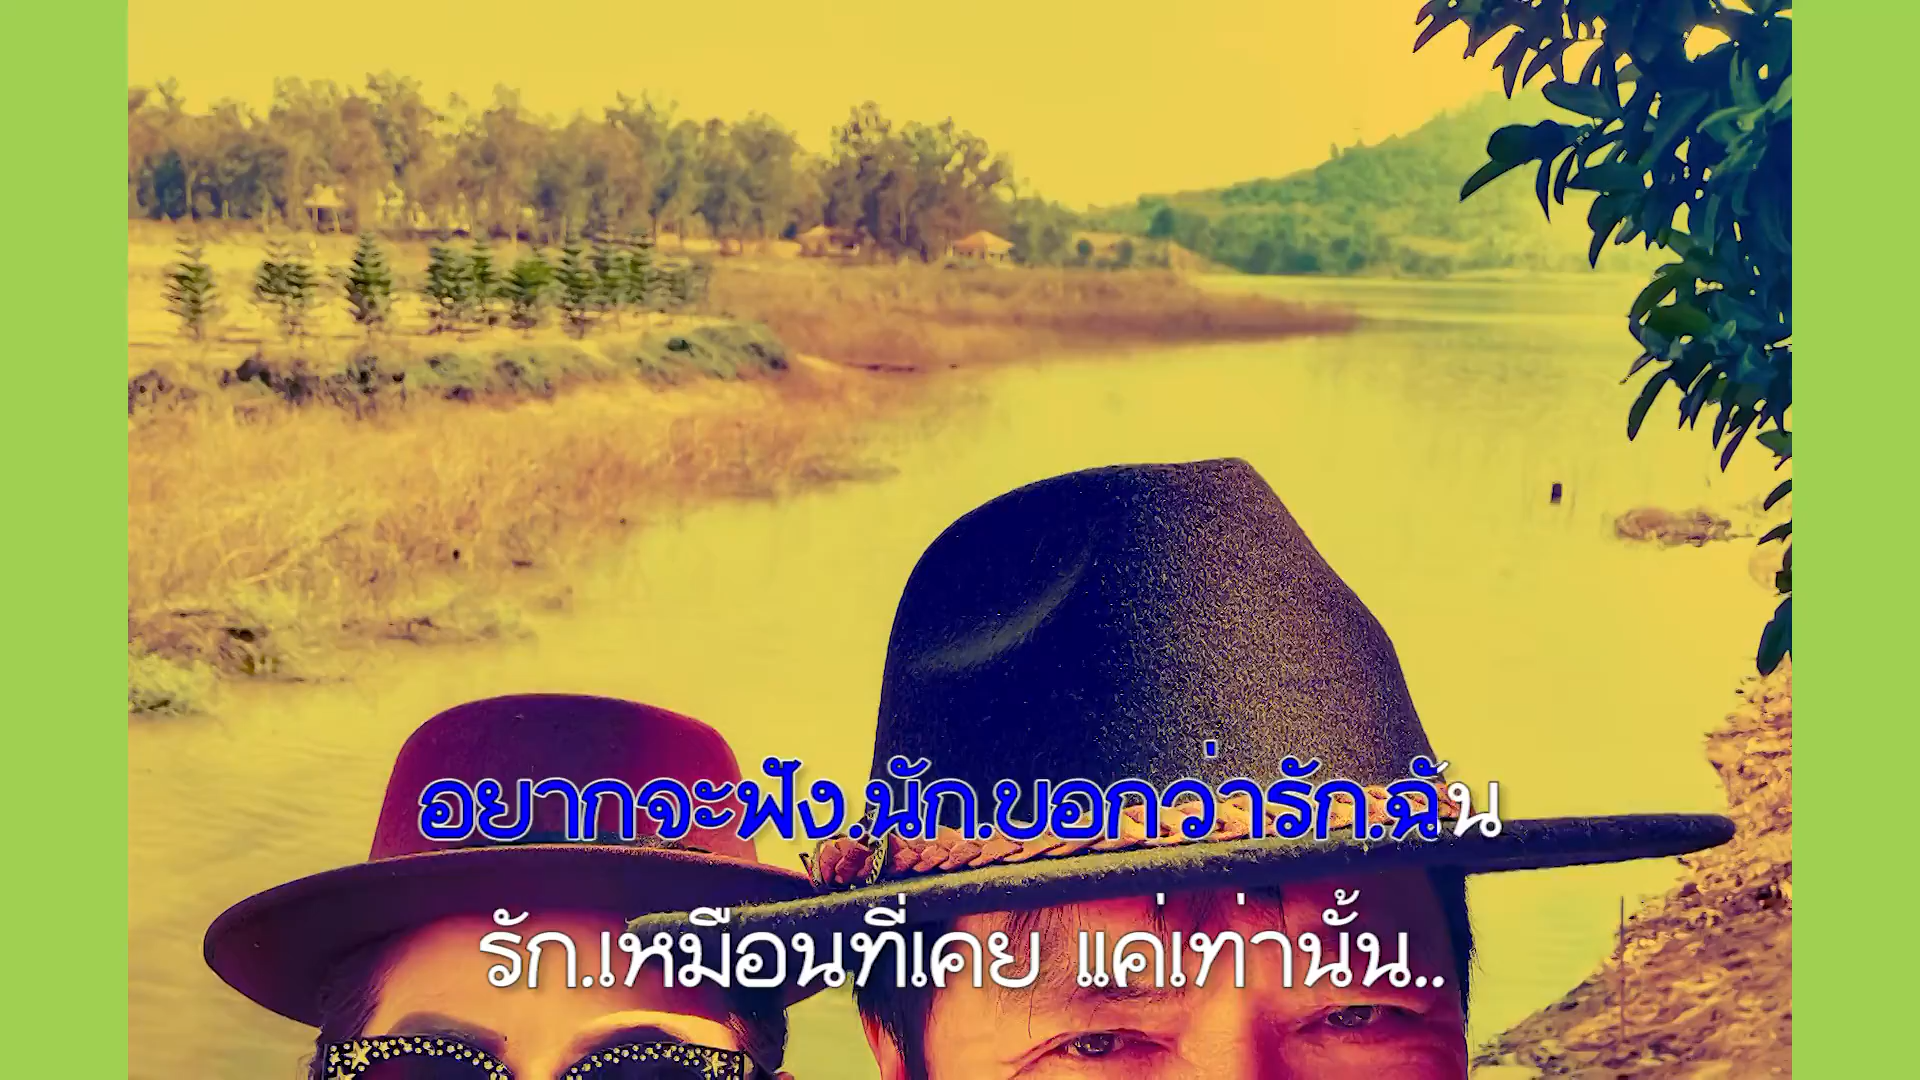 อยากจะฟัง.นัก.บอกว่ารัก.ฉัน
รัก.เหมือนที่เคย แค่เท่านั้น..